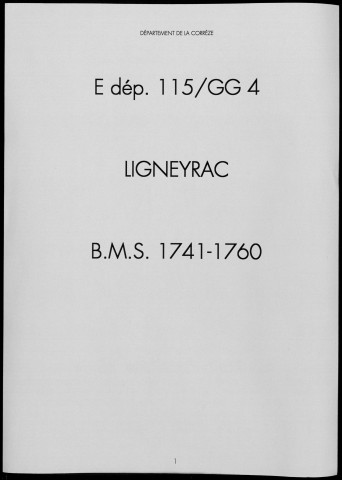 DÉPARTEMENT DE LA CORRÈZE
E dép. 115/GG 4
LIGNEYRAC
B.M.S. 1741-1760
1